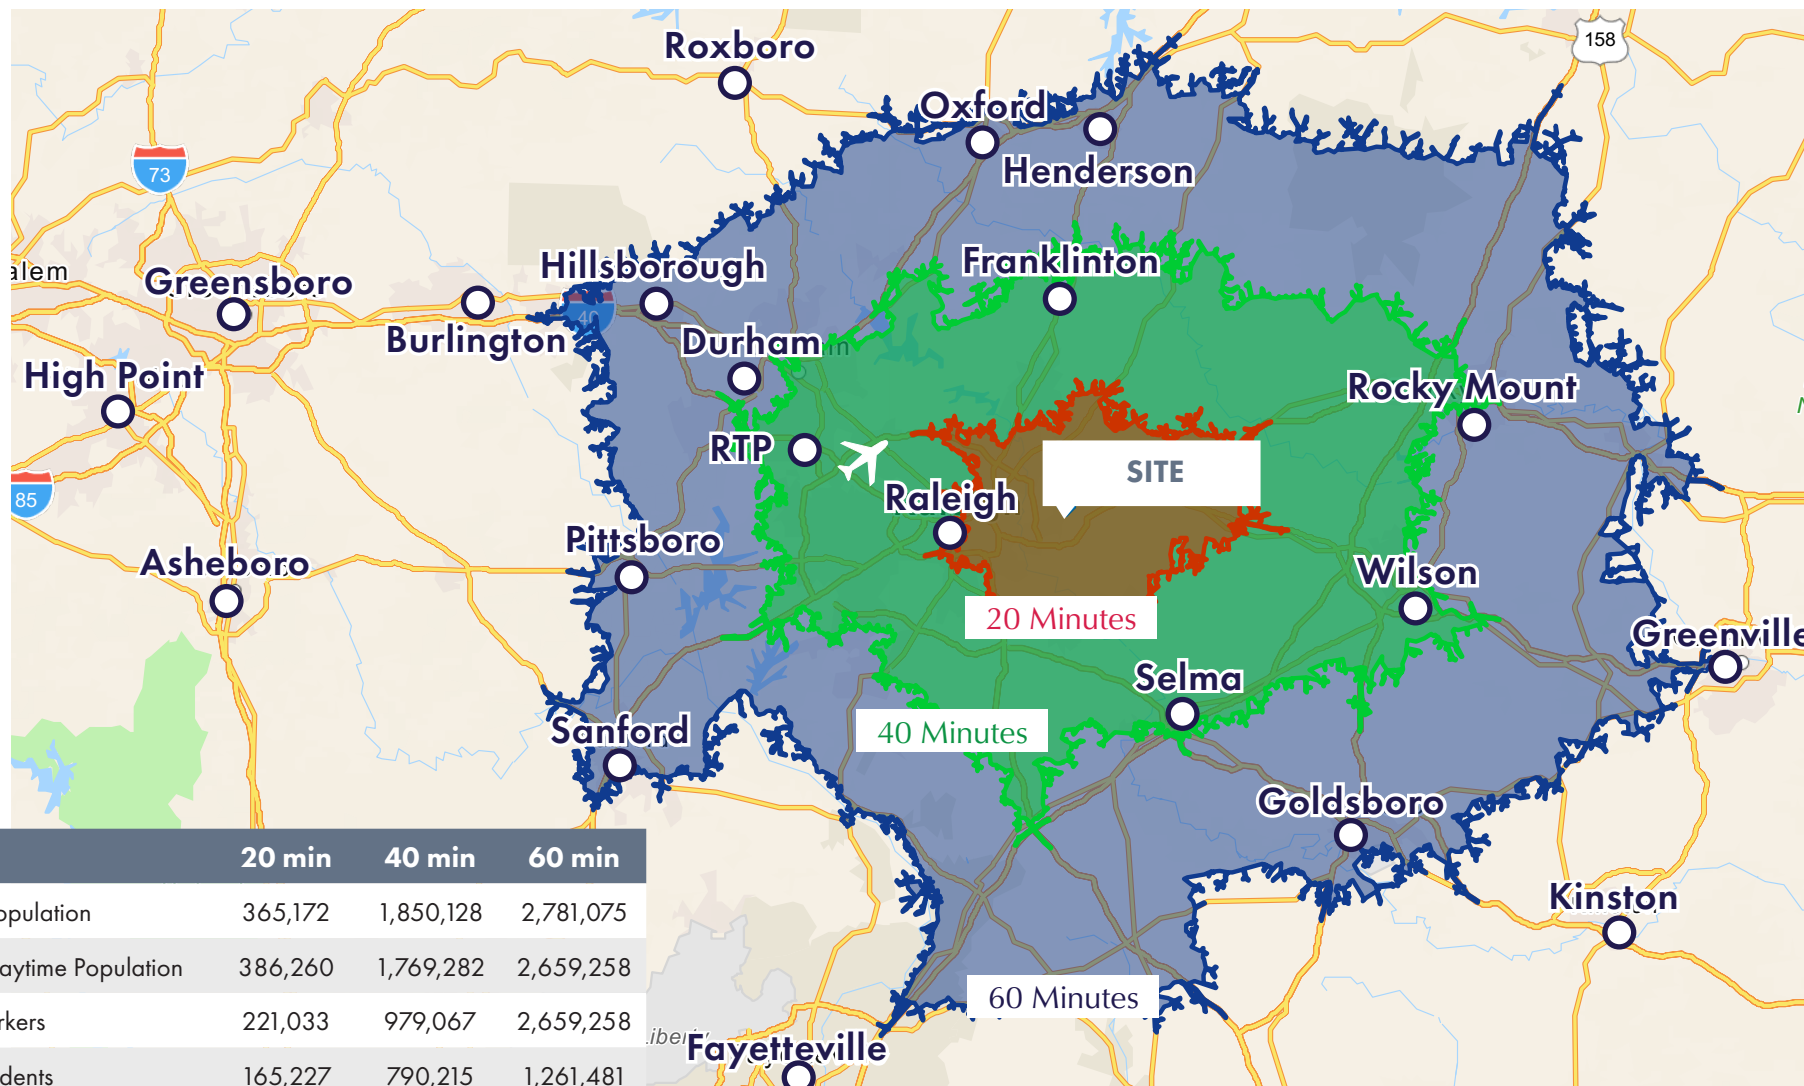 158
Roxboro
Oxford
Henderson
73
alem
Greensboro
Hillsborough
Franklinton
40
Burlington
Durham
High Point
Rocky Mount
RTP
SITE
85
Raleigh
Pittsboro
Asheboro
Wilson
20 Minutes
Greenville
Selma
Sanford
40 Minutes
Goldsboro
20 min 40 min 60 min
opulation 365,172 1,850,128 2,781,075
aytime Population 386,260 1,769,282 2,659,258
rkers 221,033 979,067 2,659,258
dents 165,227 790,215 1,261,481
Kinston
60 Minutes
Liberty
Fayetteville